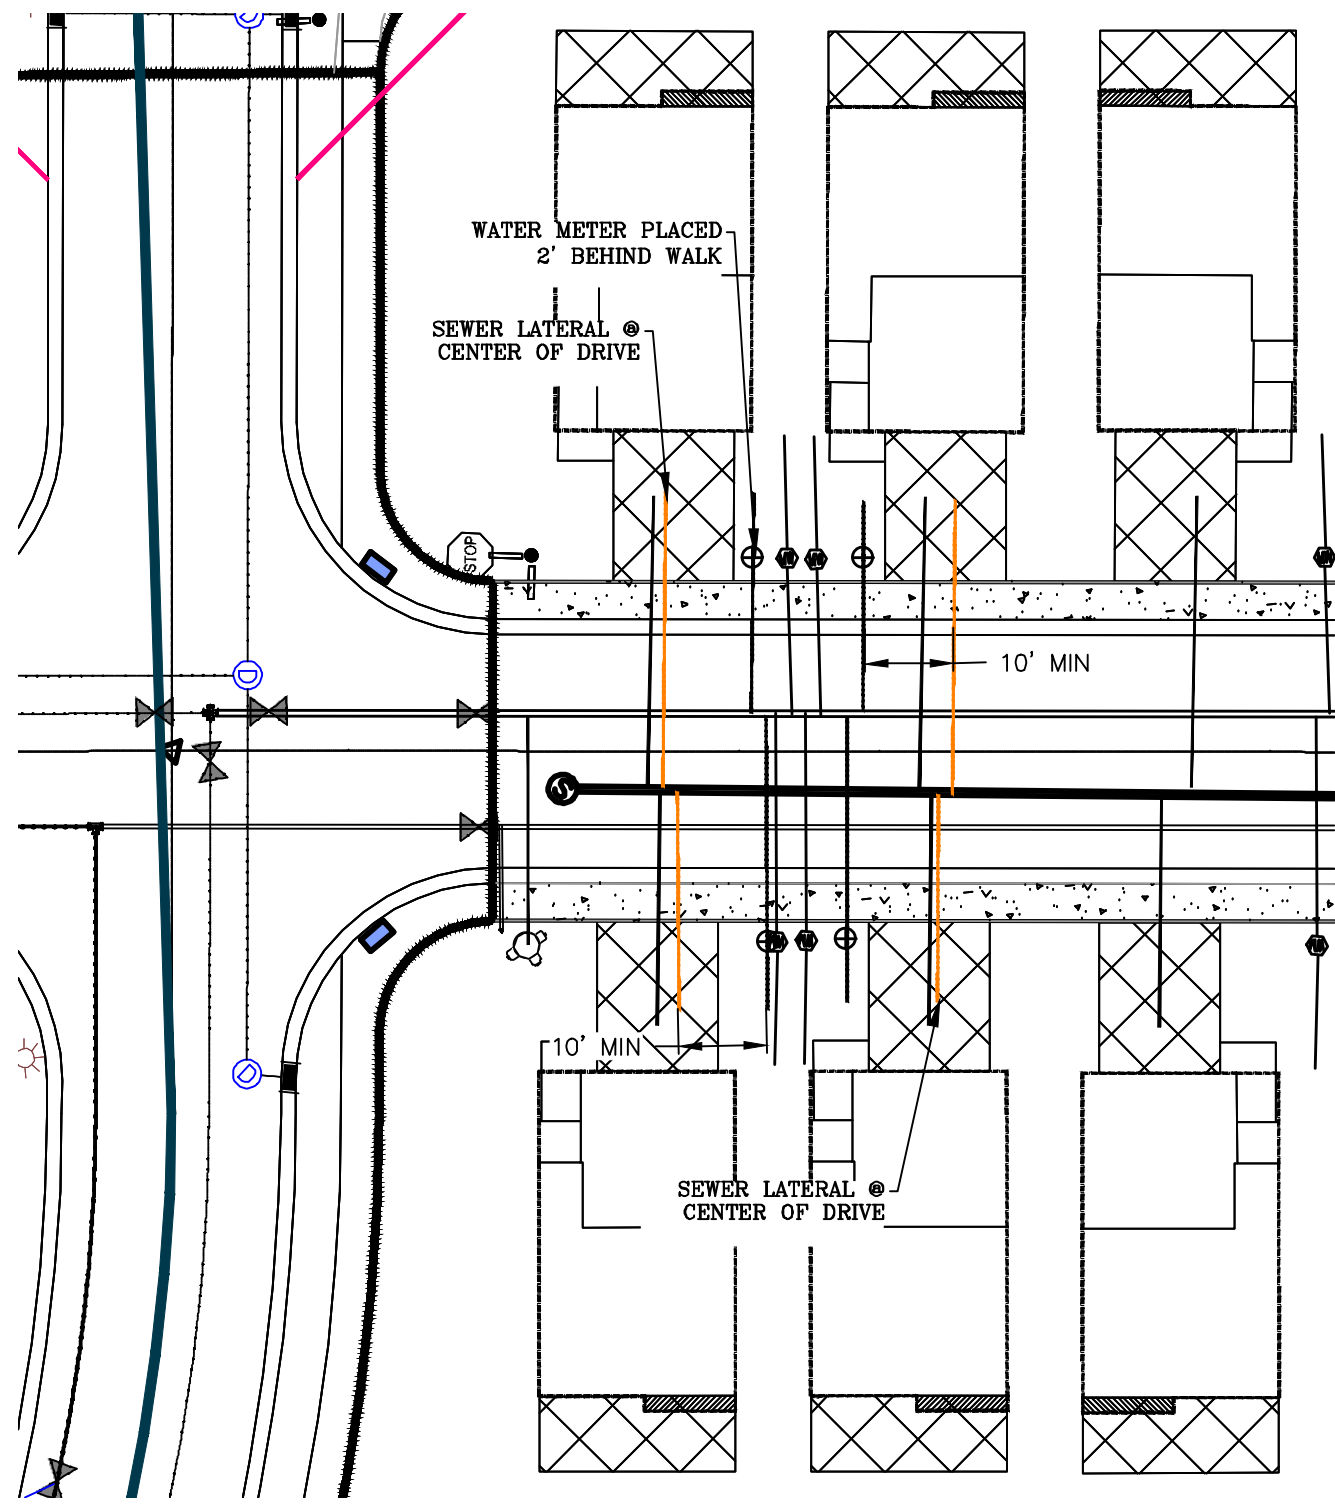 D
WATER METER PLACED
2' BEHIND WALK
SEWER LATERAL @
CENTER OF DRIVE
STOP
W
W
W
D
10' MIN
S
W
W
W
10' MIN
D
SEWER LATERAL @
CENTER OF DRIVE